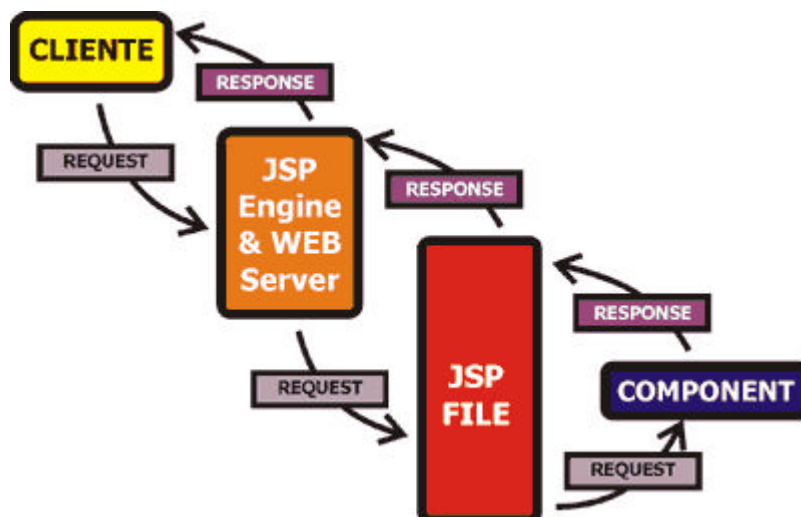 CLIENTE
RESPONSE
REQUEST
JSP
Engine
& WEB
Server
RESPONSE
REQUEST
JSP
FILE
RESPONSE
COMPONENT
REQUEST